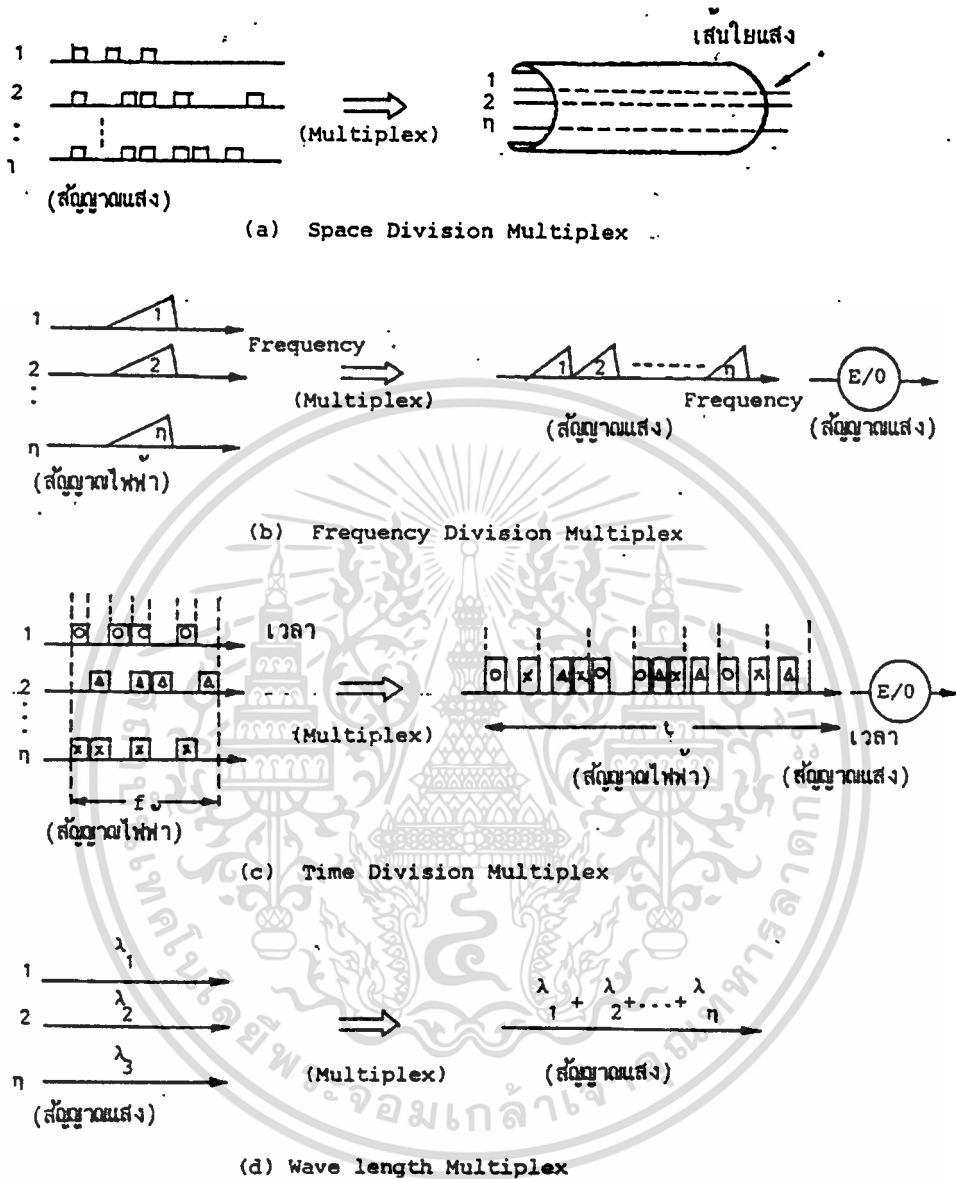 เส้นใยแสง
1
2
:
η
(สัญญาณแสง)
(Multiplex)
1
2
η
(a) Space Division Multiplex
1 1
2 2
:
η η
Frequency
(สัญญาณไฟฟ้า)
(Multiplex)
1 2 η
Frequency
(สัญญาณแสง)
E/O
(สัญญาณแสง)
(b) Frequency Division Multiplex
1 O O O O
เวลา
2 Δ Δ Δ Δ
:
η x x x x
f
(สัญญาณไฟฟ้า)
(Multiplex)
O x Δ x O O Δ x Δ O x Δ
t
(สัญญาณไฟฟ้า)
E/O
เวลา
(สัญญาณแสง)
(c) Time Division Multiplex
1 λ1
2 λ2
η λ3
(สัญญาณแสง)
(Multiplex)
λ1 + λ2+...+ λη
(สัญญาณแสง)
(d) Wave length Multiplex